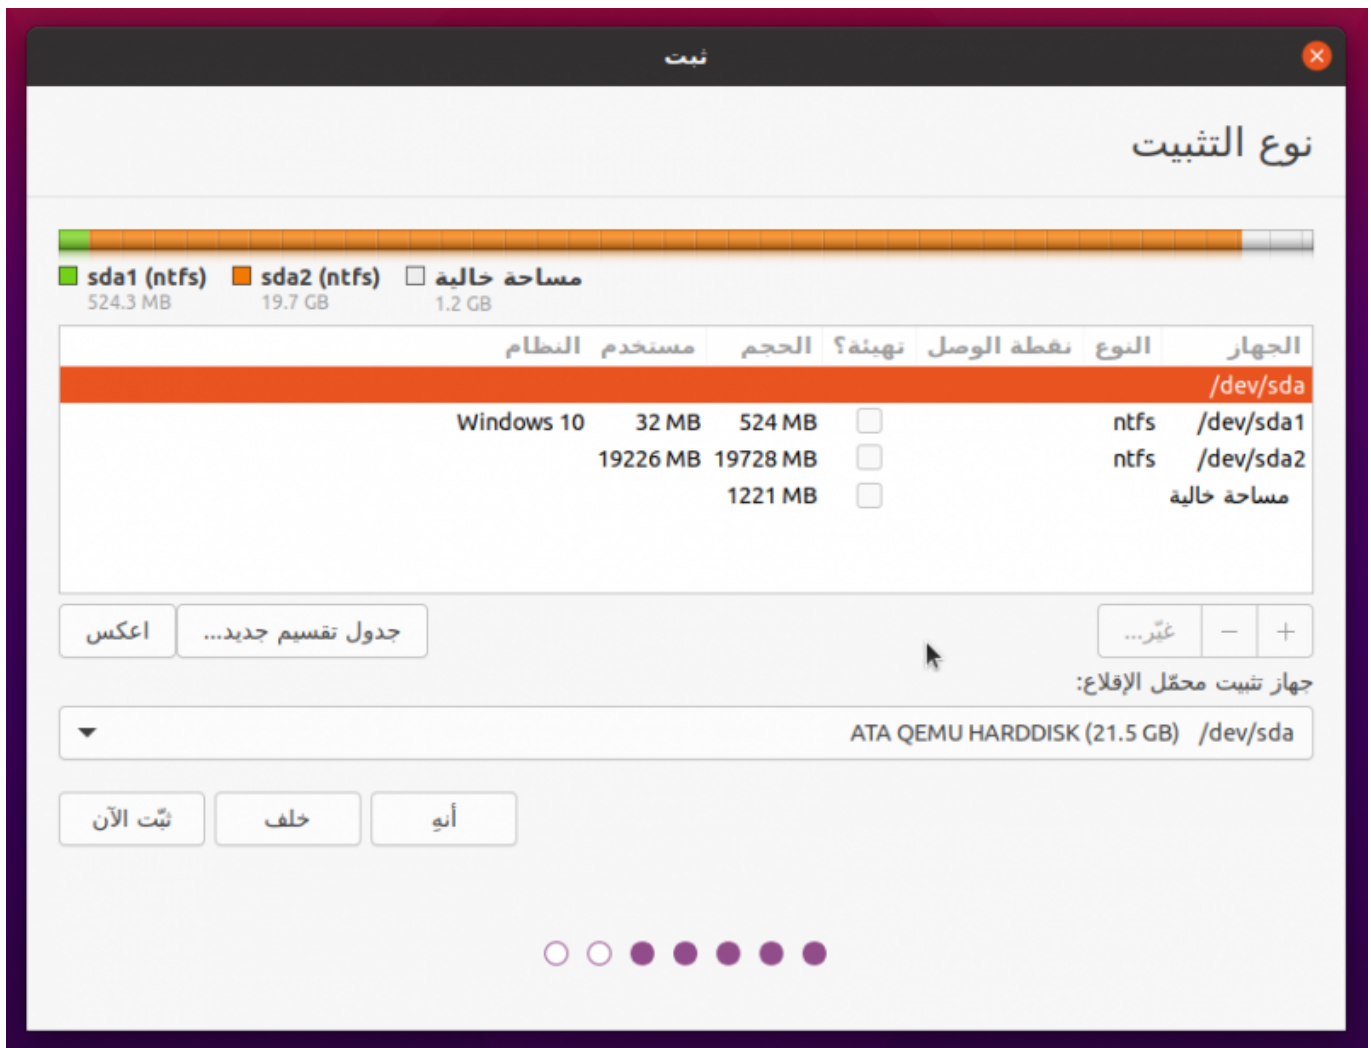 ثبت
نوع التثبيت
sda1 (ntfs) sda2 (ntfs) مساحة خالية
524.3 MB 19.7 GB 1.2 GB
الجهاز النوع نقطة الوصل تهيئة؟ الحجم مستخدم النظام
/dev/sda
/dev/sda1 ntfs 524 MB 32 MB Windows 10
/dev/sda2 ntfs 19728 MB 19226 MB
مساحة خالية 1221 MB
+ − غيّر... جدول تقسيم جديد... اعكس
جهاز تثبيت محمّل الإقلاع:
/dev/sda ATA QEMU HARDDISK (21.5 GB)
أنهِ خلف ثبّت الآن